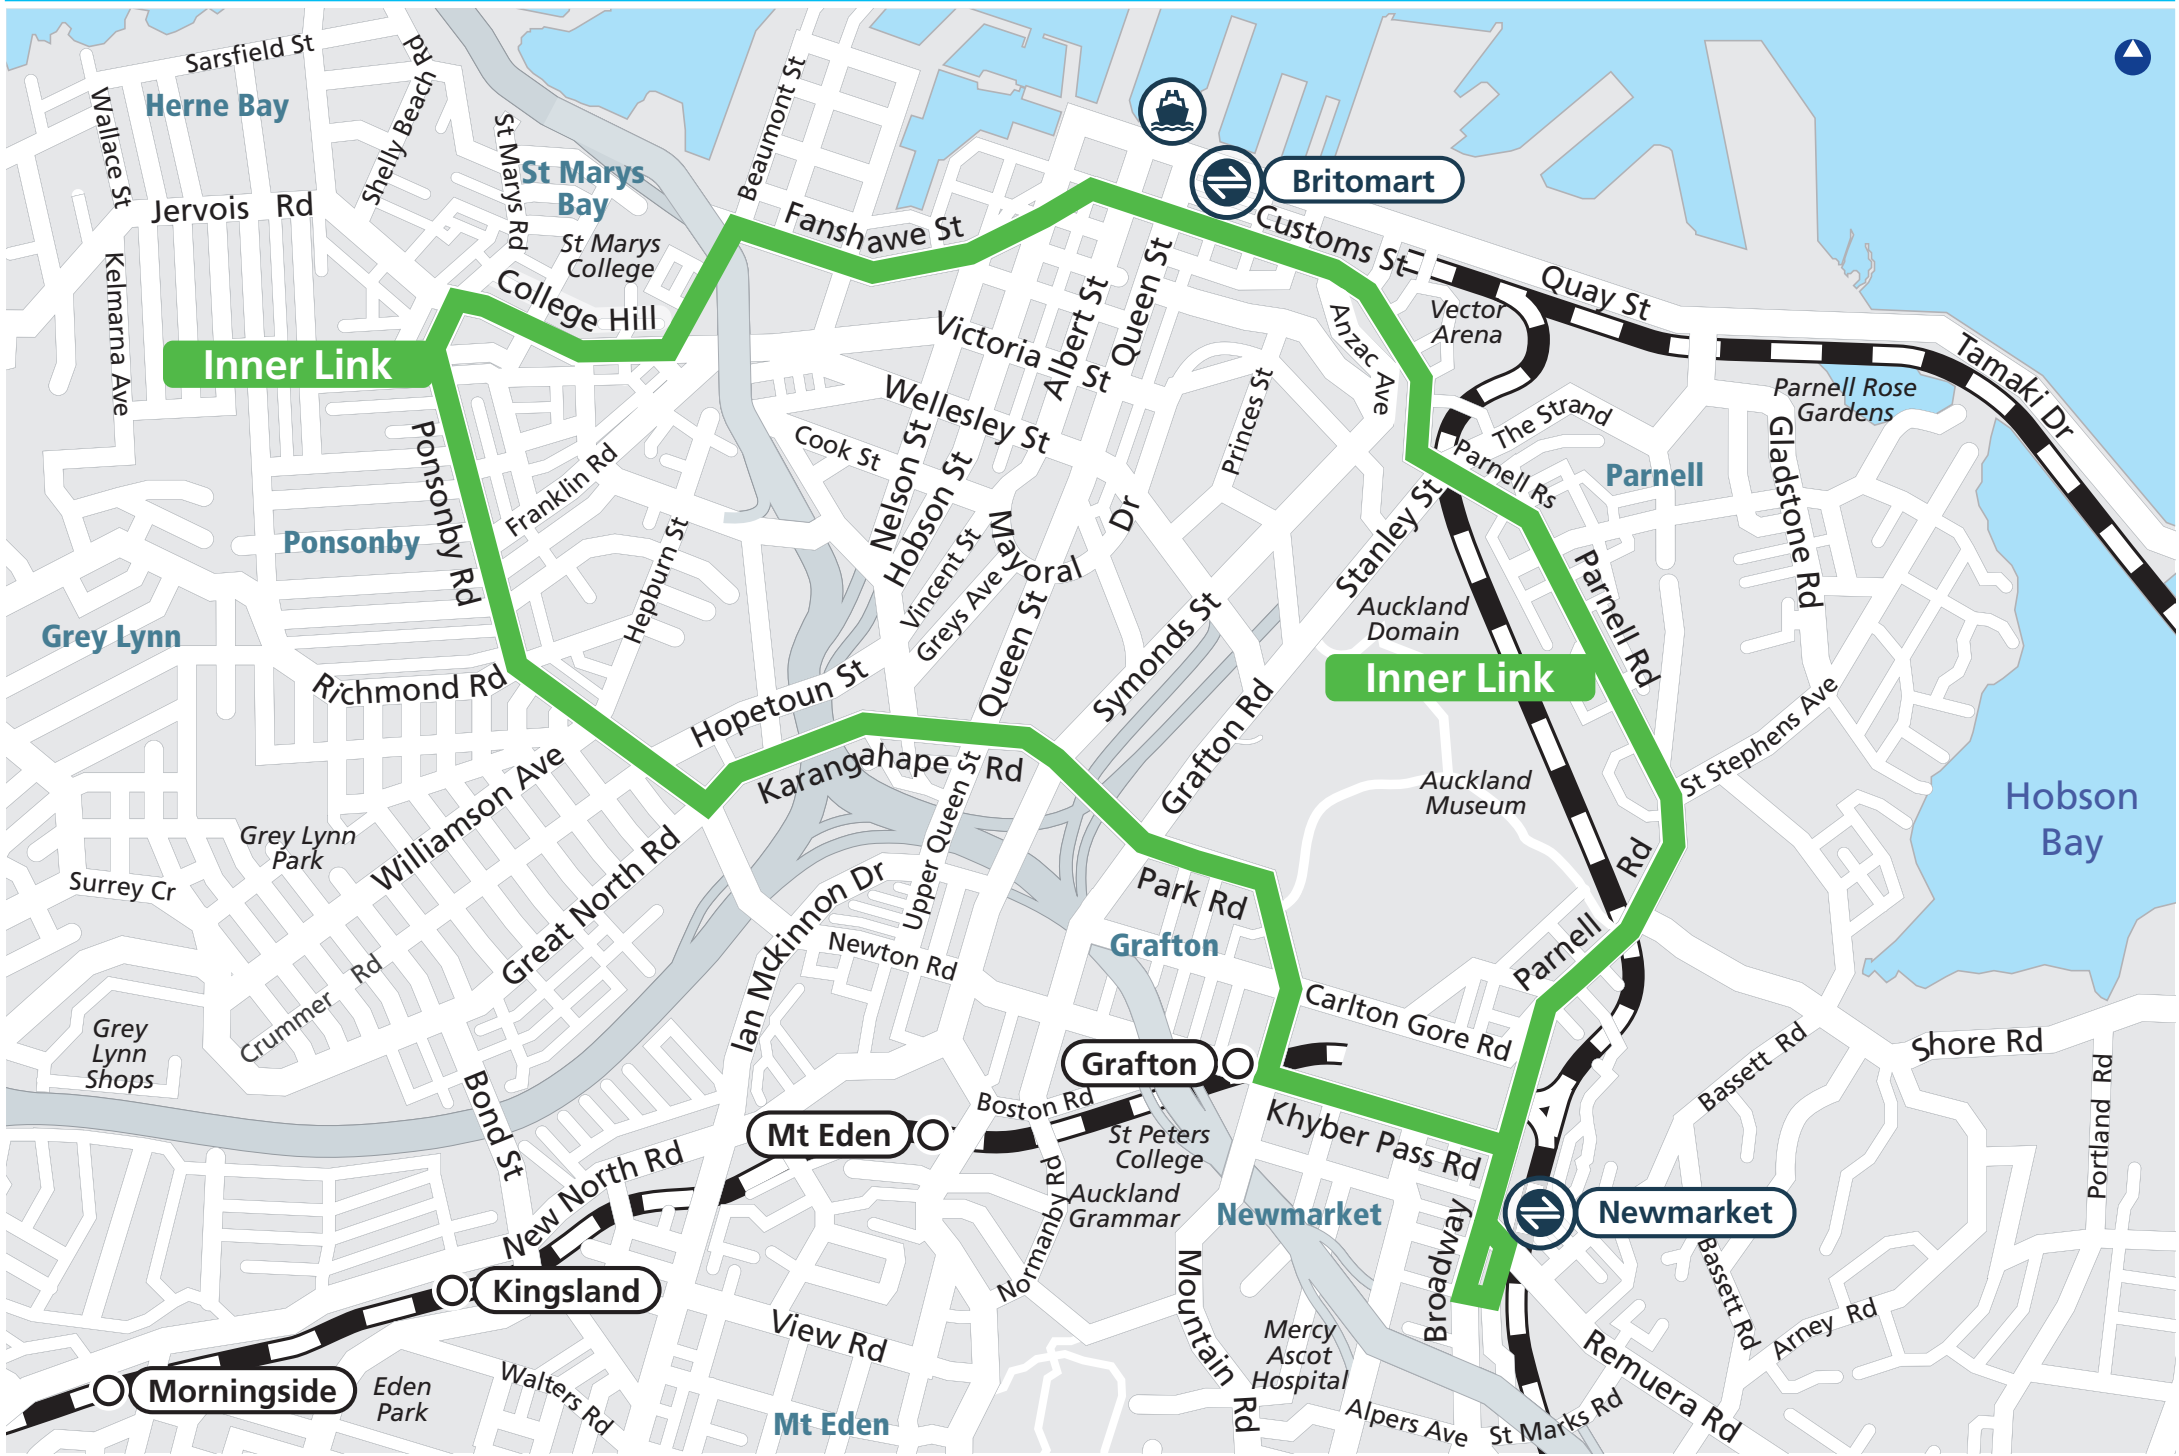 Sarsfield St
Shelly Beach Rd
Herne Bay
Wallace St
St Marys Rd
St Marys
Bay
St Marys
College
Jervois Rd
Kelmarna Ave
College Hill
Beaumont St
Fanshawe St
Britomart
Customs St
Quay St
Tamaki Dr
Vector
Arena
Anzac Ave
Albert St
Queen St
Victoria St
Wellesley St
Inner Link
Parnell Rose
Gardens
The Strand
Parnell Rs
Parnell
Gladstone Rd
Princes St
Cook St
Nelson St
Hobson St
Vincent St
Greys Ave
Mayoral Dr
Queen St
Franklin Rd
Ponsonby Rd
Ponsonby
Hepburn St
Grey Lynn
Richmond Rd
Stanley St
Auckland
Domain
Parnell Rd
Inner Link
Symonds St
Grafton Rd
Hopetoun St
Karangahape Rd
Upper Queen St
St Stephens Ave
Auckland
Museum
Hobson
Bay
Williamson Ave
Grey Lynn
Park
Surrey Cr
Great North Rd
Crummer Rd
Ian Mckinnon Dr
Newton Rd
Park Rd
Grafton
Parnell Rd
Carlton Gore Rd
Grey
Lynn
Shops
Grafton
Boston Rd
Bassett Rd
Shore Rd
Portland Rd
Bond St
Mt Eden
St Peters
College
Khyber Pass Rd
New North Rd
Normanby Rd
Auckland
Grammar
Newmarket
Newmarket
Broadway
Kingsland
Bassett Rd
Arney Rd
View Rd
Mountain Rd
Mercy
Ascot
Hospital
Remuera Rd
Morningside
Eden
Park
Walters Rd
Mt Eden
Alpers Ave
St Marks Rd